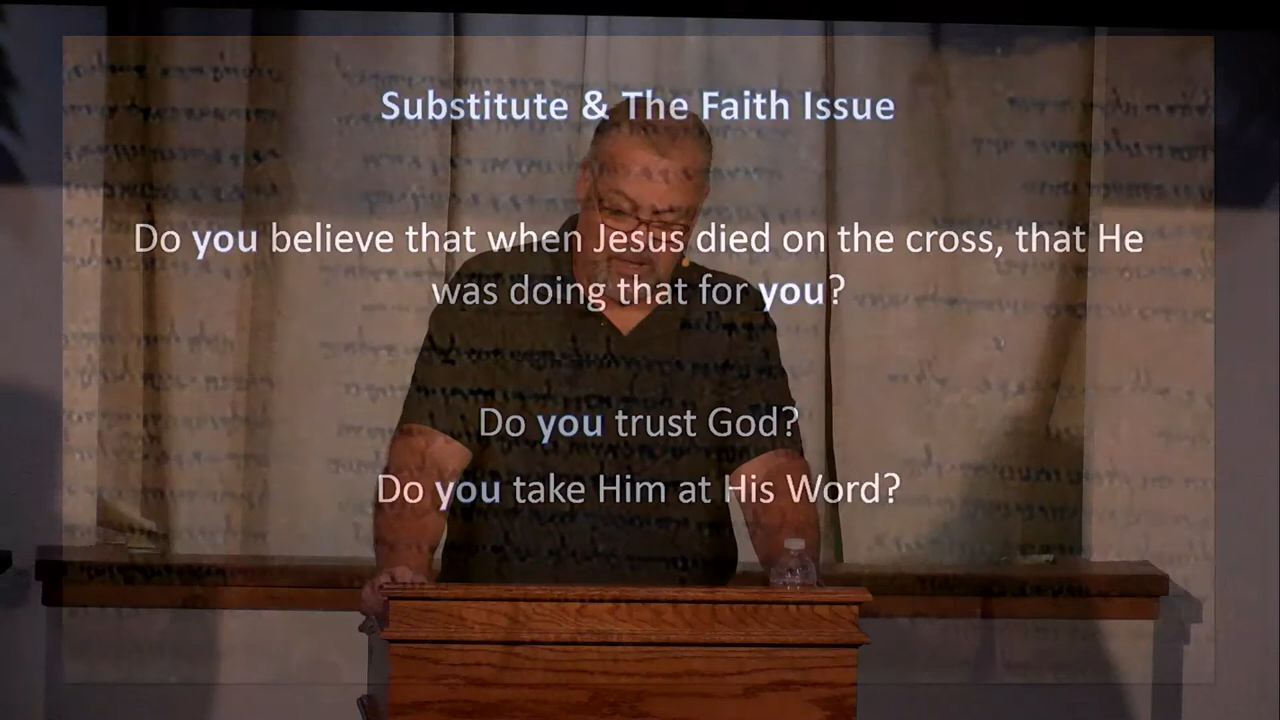 Substitute & The Faith Issue
Do you believe that when Jesus died on the cross, that He
was doing that for you?
Do you trust God?
Do you take Him at His Word?